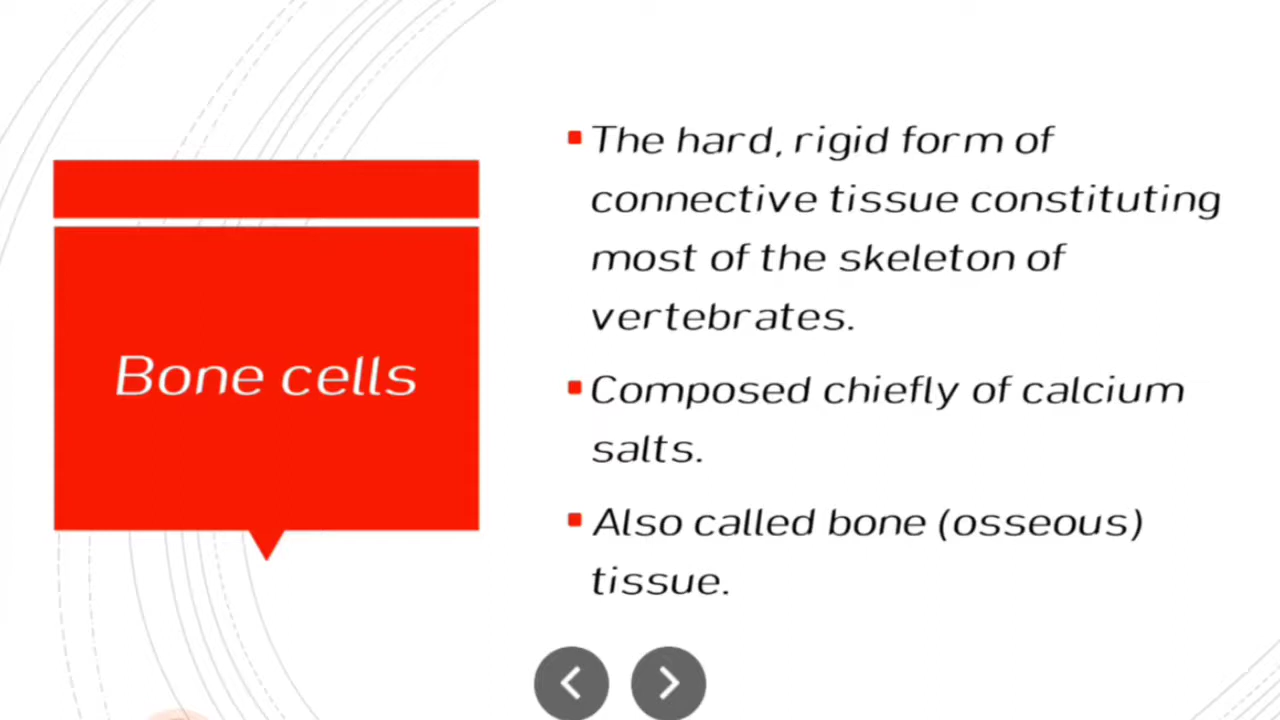 Bone cells
The hard, rigid form of
connective tissue constituting
most of the skeleton of
vertebrates.
Composed chiefly of calcium
salts.
Also called bone (osseous)
tissue.